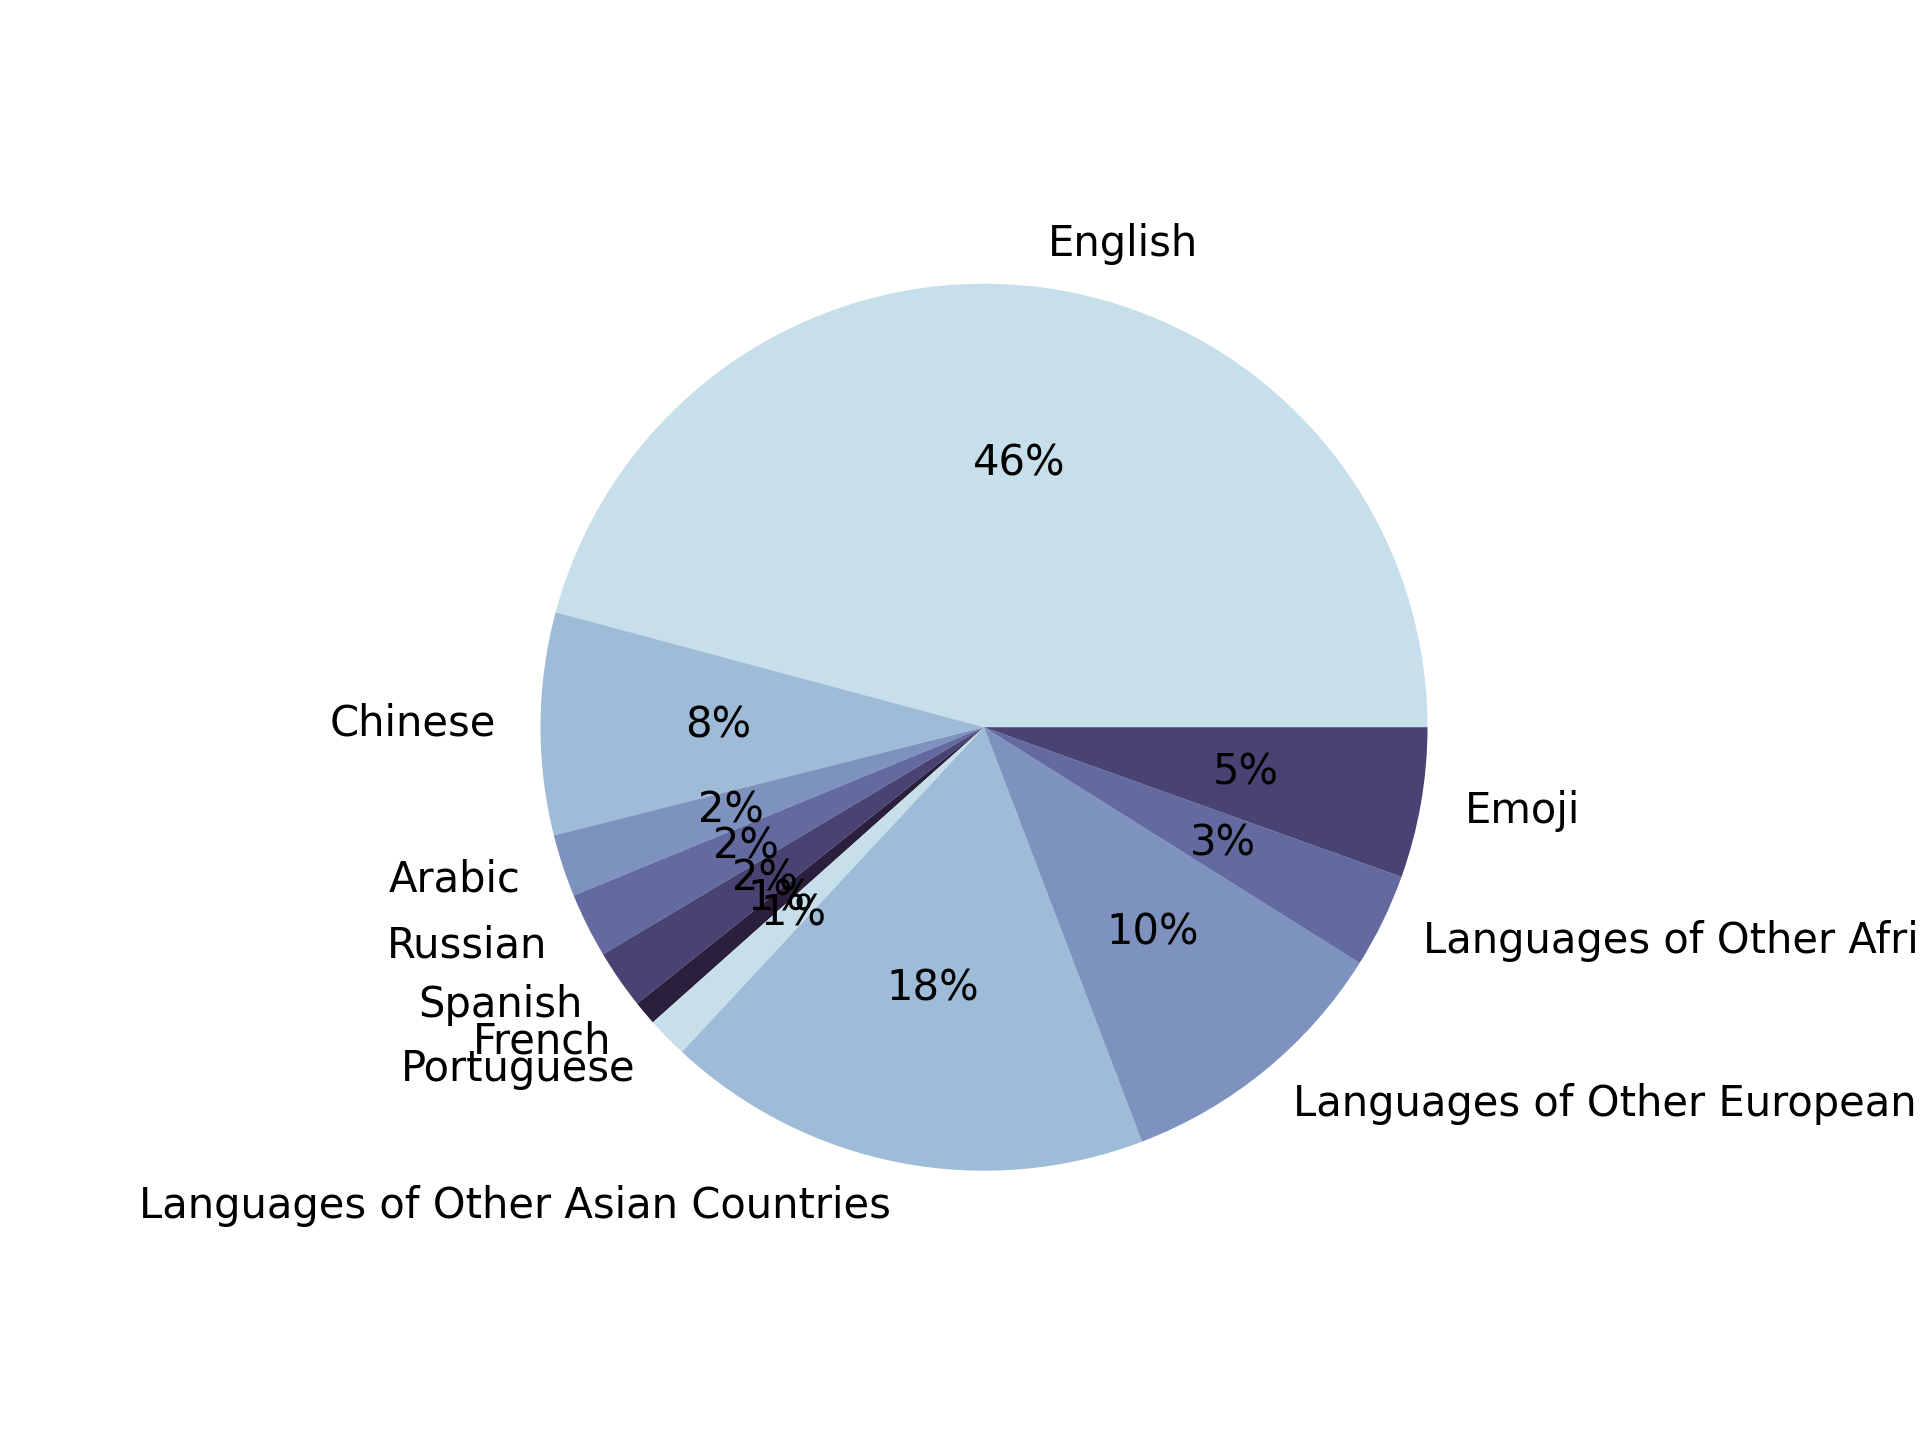 English
46%
Chinese
8%
5%
Emoji
2%
3%
2%
Arabic
2%
1%
1%
10%
Languages of Other Afri
Russian
18%
Spanish
French
Portuguese
Languages of Other European
Languages of Other Asian Countries